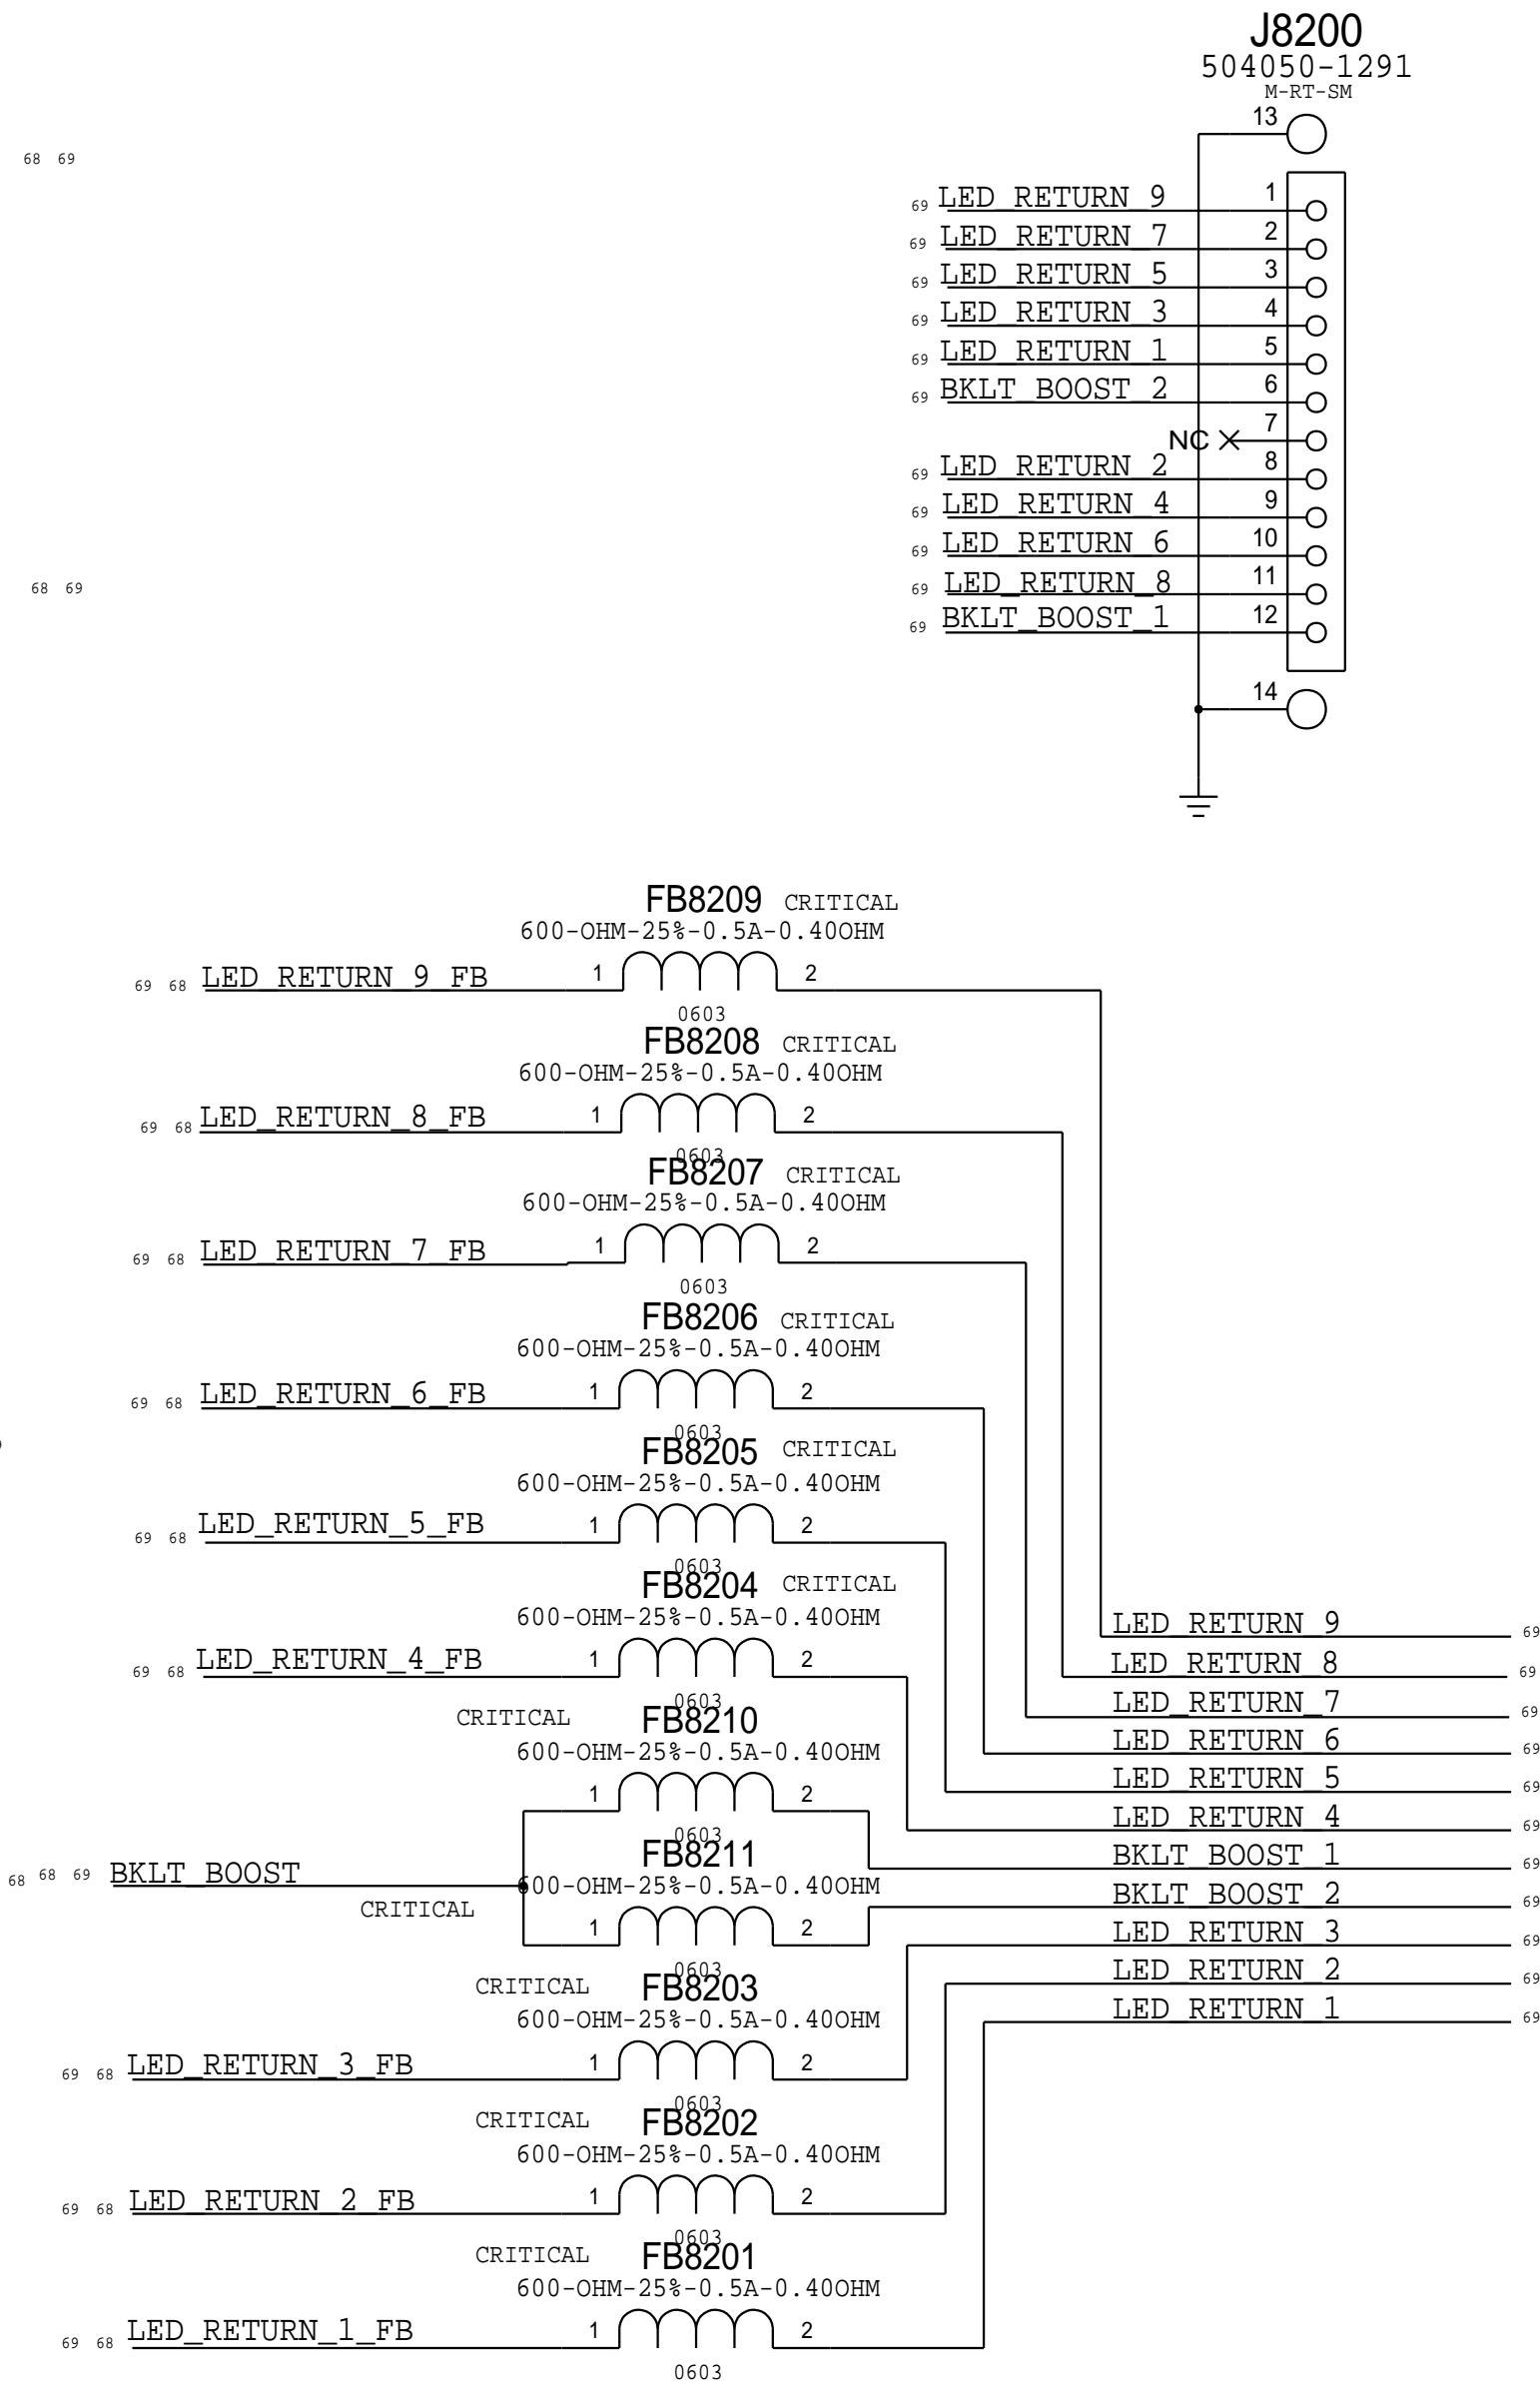 J8200
504050-1291
M-RT-SM
13
68 69
69 LED_RETURN_9 1
69 LED_RETURN_7 2
69 LED_RETURN_5 3
69 LED_RETURN_3 4
69 LED_RETURN_1 5
69 BKLT_BOOST_2 6
NC 7
69 LED_RETURN_2 8
69 LED_RETURN_4 9
69 LED_RETURN_6 10
68 69
69 LED_RETURN_8 11
69 BKLT_BOOST_1 12
14
FB8209 CRITICAL
600-OHM-25%-0.5A-0.40OHM
69 68 LED_RETURN_9_FB 1 2
0603
FB8208 CRITICAL
600-OHM-25%-0.5A-0.40OHM
69 68 LED_RETURN_8_FB 1 2
0603
FB8207 CRITICAL
600-OHM-25%-0.5A-0.40OHM
69 68 LED_RETURN_7_FB 1 2
0603
FB8206 CRITICAL
600-OHM-25%-0.5A-0.40OHM
69 68 LED_RETURN_6_FB 1 2
0603
FB8205 CRITICAL
600-OHM-25%-0.5A-0.40OHM
69 68 LED_RETURN_5_FB 1 2
0603
FB8204 CRITICAL
600-OHM-25%-0.5A-0.40OHM
LED_RETURN_9 69
69 68 LED_RETURN_4_FB 1 2
LED_RETURN_8 69
0603
LED_RETURN_7 69
CRITICAL FB8210
LED_RETURN_6 69
600-OHM-25%-0.5A-0.40OHM
LED_RETURN_5 69
1 2
LED_RETURN_4 69
0603
FB8211
BKLT_BOOST_1 69
68 68 69 BKLT_BOOST
600-OHM-25%-0.5A-0.40OHM
BKLT_BOOST_2 69
CRITICAL
1 2
LED_RETURN_3 69
0603
LED_RETURN_2 69
CRITICAL FB8203
LED_RETURN_1 69
600-OHM-25%-0.5A-0.40OHM
69 68 LED_RETURN_3_FB 1 2
0603
CRITICAL FB8202
600-OHM-25%-0.5A-0.40OHM
69 68 LED_RETURN_2_FB 1 2
0603
CRITICAL FB8201
600-OHM-25%-0.5A-0.40OHM
69 68 LED_RETURN_1_FB 1 2
0603